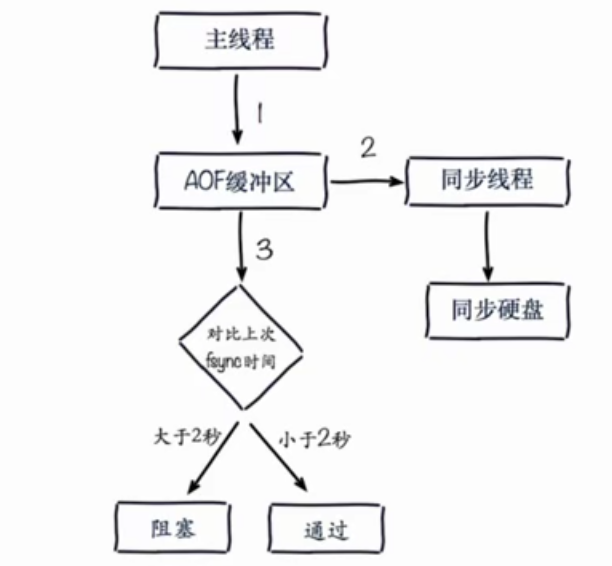 主线程
1
AOF缓冲区
2
同步线程
3
同步硬盘
对比上次
fsync时间
大于2秒
小于2秒
阻塞
通过